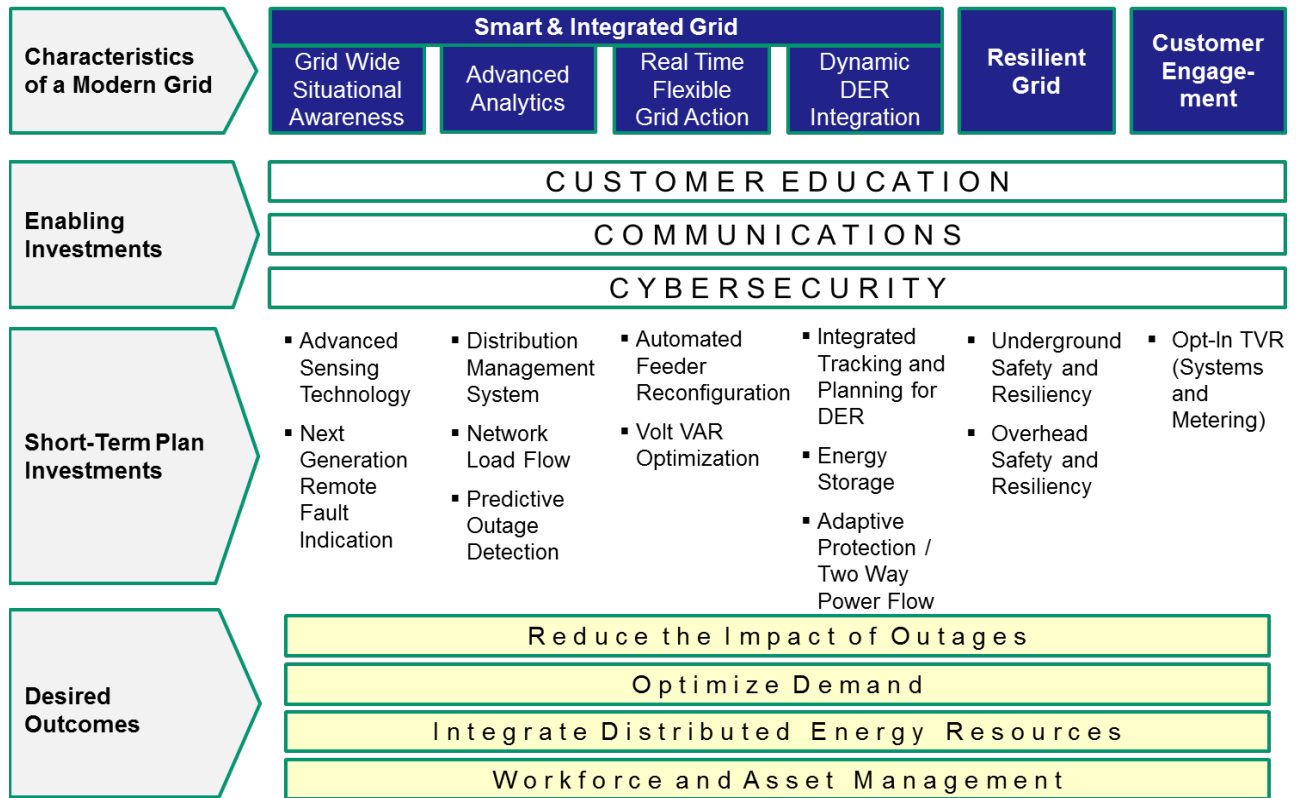 Characteristics
of a Modern Grid
Smart & Integrated Grid
Grid Wide
Situational
Awareness
Advanced
Analytics
Real Time
Flexible
Grid Action
Dynamic
DER
Integration
Resilient
Grid
Customer
Engage-
ment
Enabling
Investments
CUSTOMER EDUCATION
COMMUNICATIONS
CYBERSECURITY
Short-Term Plan
Investments
▪ Advanced
Sensing
Technology
▪ Next
Generation
Remote
Fault
Indication
▪ Distribution
Management
System
▪ Network
Load Flow
▪ Predictive
Outage
Detection
▪ Automated
Feeder
Reconfiguration
▪ Volt VAR
Optimization
▪ Integrated
Tracking and
Planning for
DER
▪ Energy
Storage
▪ Adaptive
Protection /
Two Way
Power Flow
▪ Underground
Safety and
Resiliency
▪ Overhead
Safety and
Resiliency
▪ Opt-In TVR
(Systems
and
Metering)
Desired
Outcomes
Reduce the Impact of Outages
Optimize Demand
Integrate Distributed Energy Resources
Workforce and Asset Management